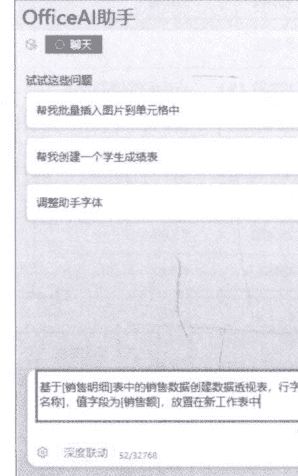 OfficeAI助手
聊天
试试这些问题
帮我批量插入图片到单元格中
帮我创建一个学生成绩表
调整助手字体
基于[销售明细]表中的销售数据创建数据透视表，行字
名称]，值字段为[销售额]，放置在新工作表中
深度联动 52/32768